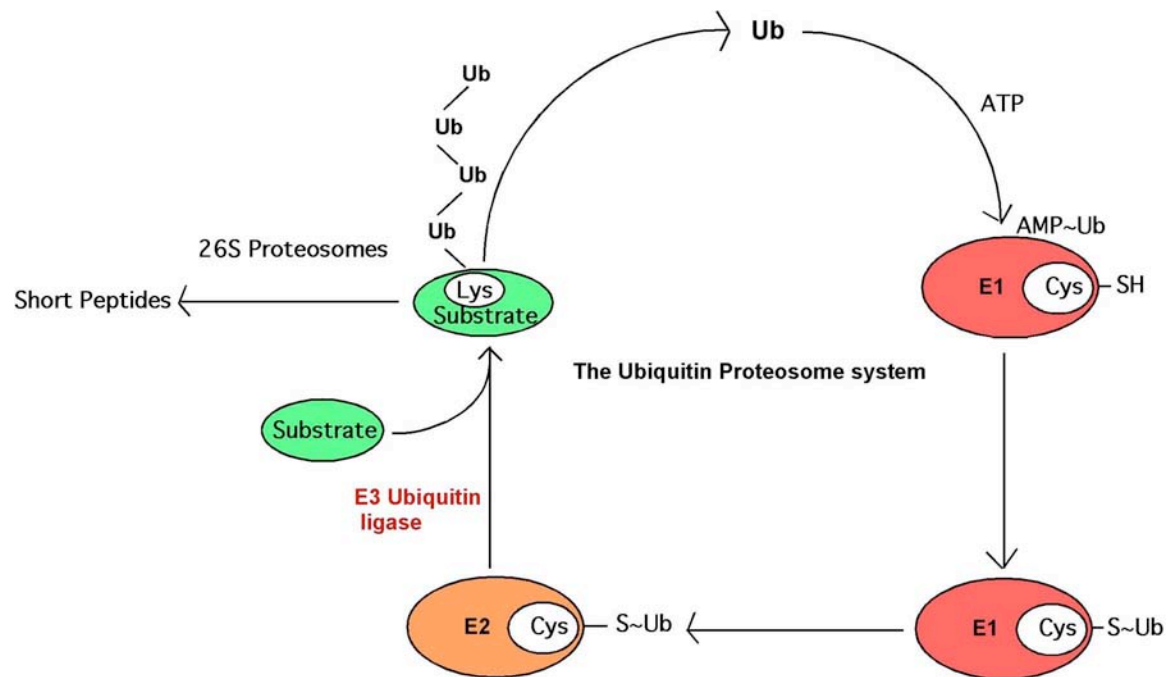 Ub
ATP
Ub
Ub
Ub
Ub
AMP~Ub
26S Proteosomes
E1
Cys
SH
Short Peptides
Lys
Substrate
The Ubiquitin Proteosome system
Substrate
E3 Ubiquitin
ligase
E2
Cys
S~Ub
E1
Cys
S~Ub